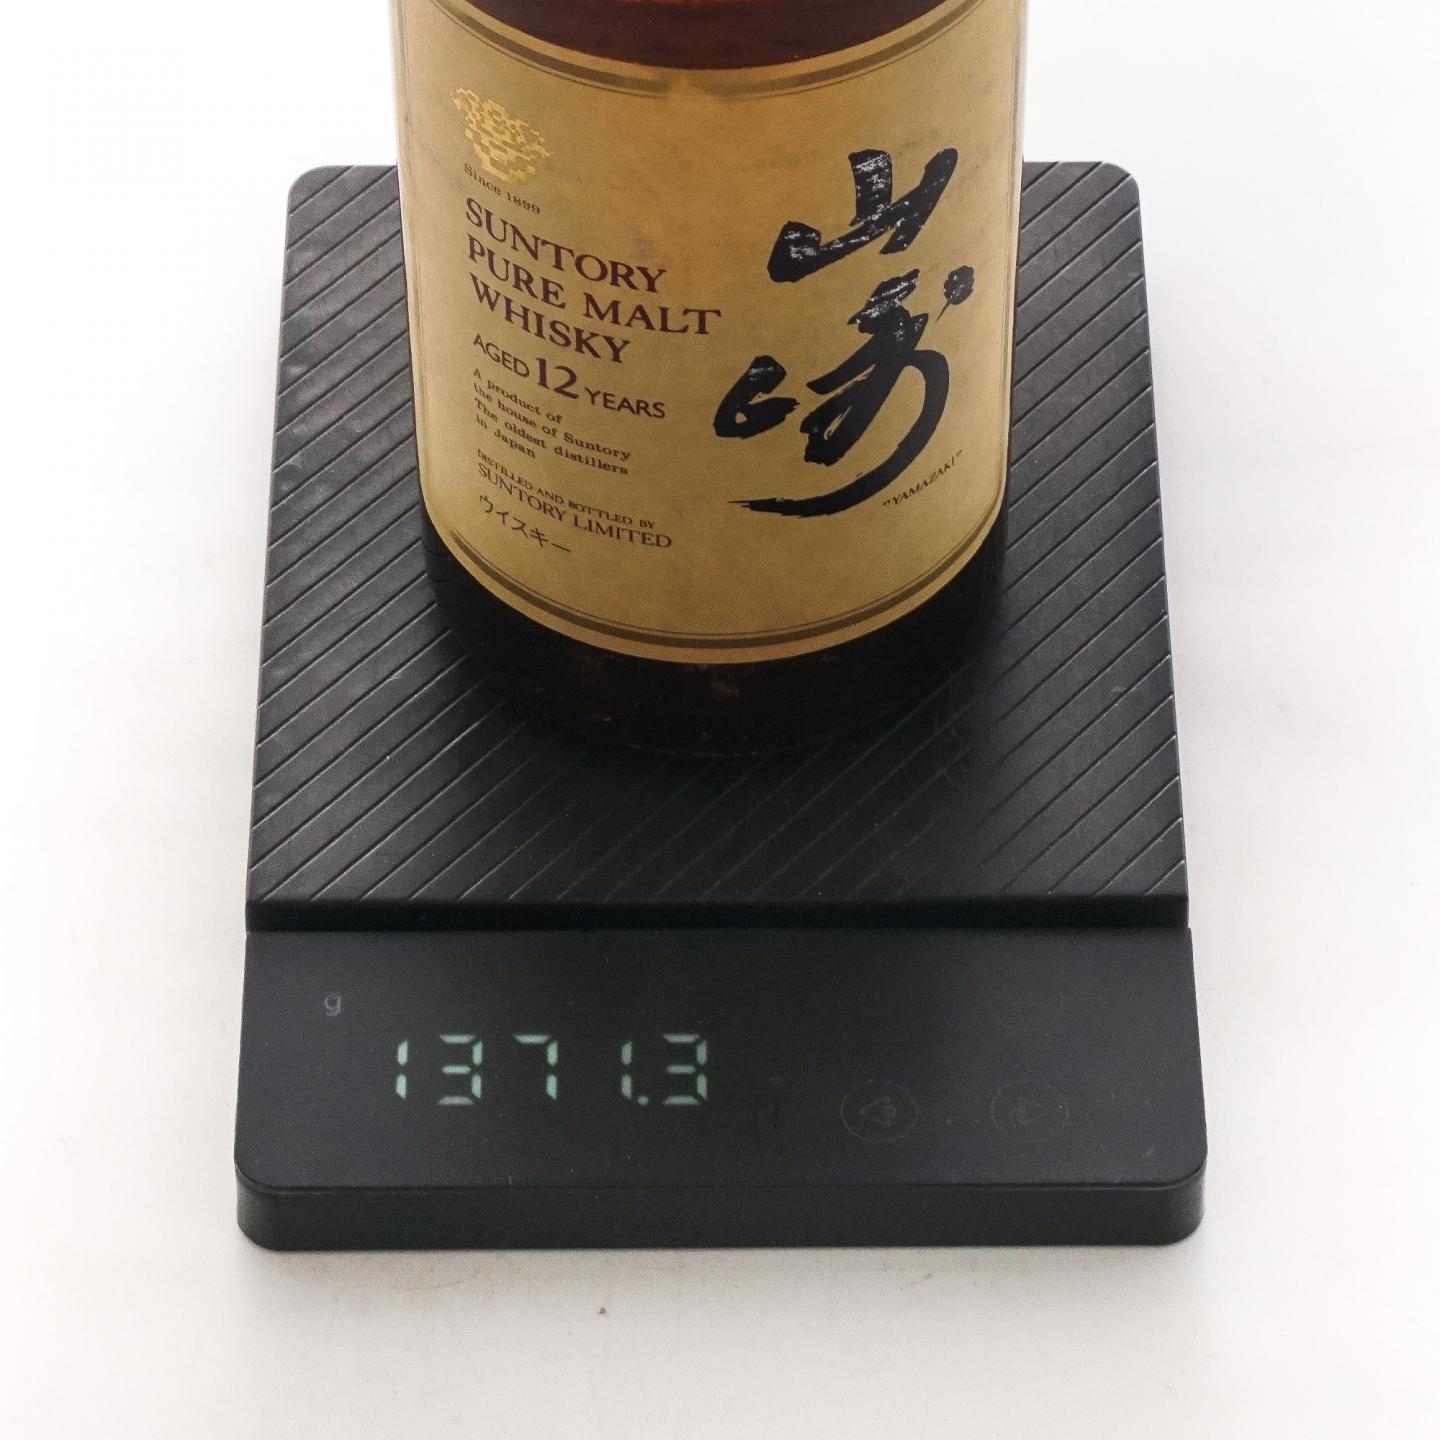 Since 1899
SUNTORY
PURE MALT
WHISKY
AGED 12 YEARS
A product of
the house of Suntory
The oldest distillers
in Japan
DISTILLED AND BOTTLED BY
SUNTORY LIMITED
ウイスキー
山崎
"YAMAZAKI"
g
1371.3